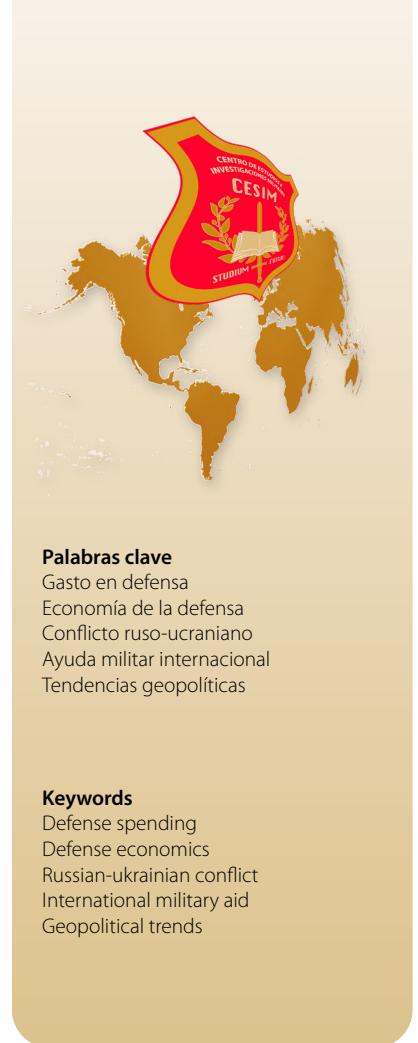 CENTRO DE ESTUDIOS E
INVESTIGACIONES MILITARES
CESIM
STUDIUM
Palabras clave
Gasto en defensa
Economía de la defensa
Conflicto ruso-ucraniano
Ayuda militar internacional
Tendencias geopolíticas
Keywords
Defense spending
Defense economics
Russian-ukrainian conflict
International military aid
Geopolitical trends